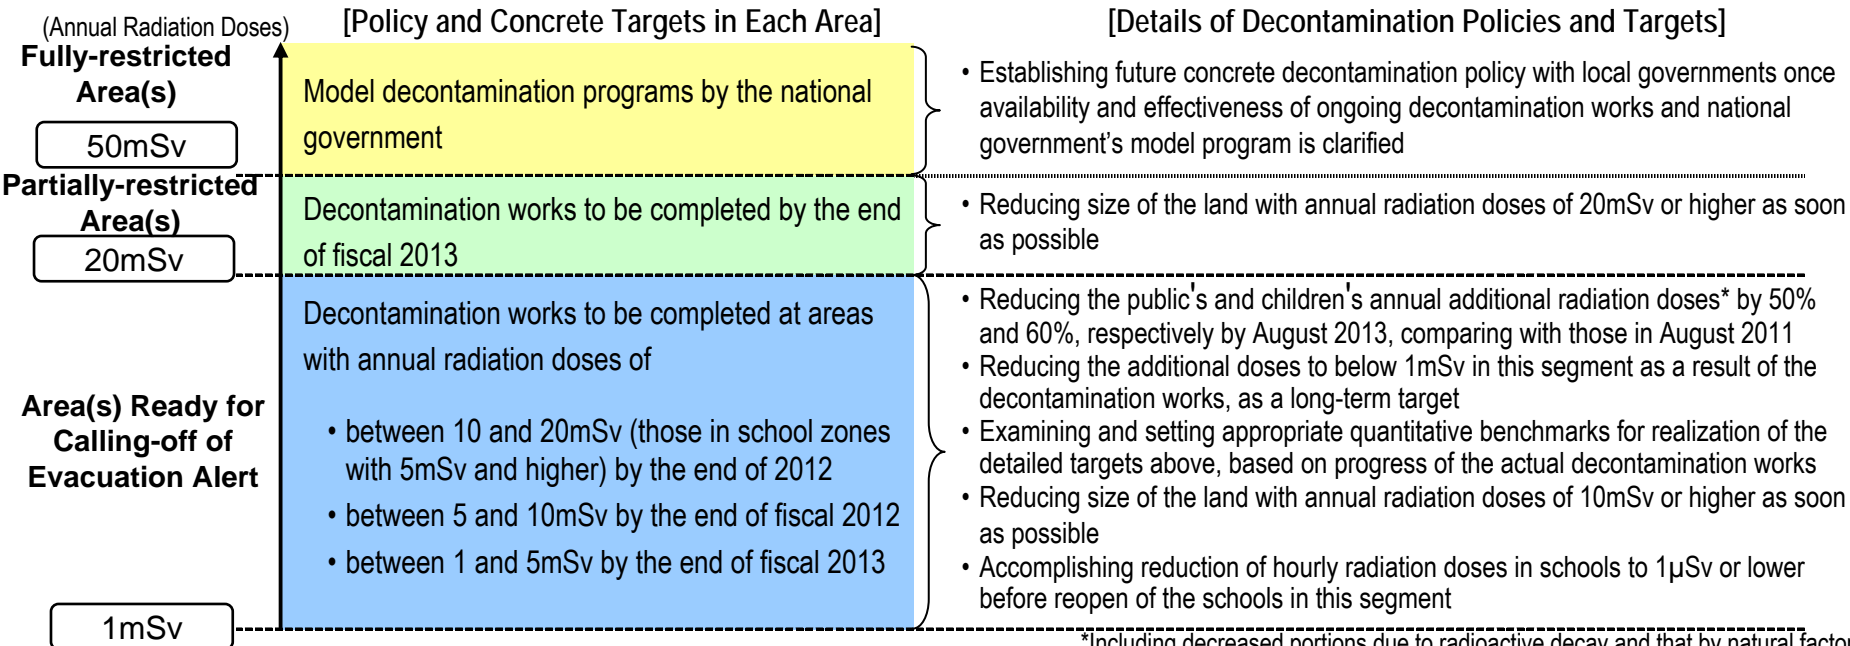 (Annual Radiation Doses)
[Policy and Concrete Targets in Each Area]
[Details of Decontamination Policies and Targets]
Fully-restricted
Area(s)
50mSv
Model decontamination programs by the national
government
• Establishing future concrete decontamination policy with local governments once
availability and effectiveness of ongoing decontamination works and national
government's model program is clarified
Partially-restricted
Area(s)
20mSv
Decontamination works to be completed by the end
of fiscal 2013
• Reducing size of the land with annual radiation doses of 20mSv or higher as soon
as possible
Area(s) Ready for
Calling-off of
Evacuation Alert
1mSv
Decontamination works to be completed at areas
with annual radiation doses of
• between 10 and 20mSv (those in school zones
with 5mSv and higher) by the end of 2012
• between 5 and 10mSv by the end of fiscal 2012
• between 1 and 5mSv by the end of fiscal 2013
• Reducing the public's and children's annual additional radiation doses* by 50%
and 60%, respectively by August 2013, comparing with those in August 2011
• Reducing the additional doses to below 1mSv in this segment as a result of the
decontamination works, as a long-term target
• Examining and setting appropriate quantitative benchmarks for realization of the
detailed targets above, based on progress of the actual decontamination works
• Reducing size of the land with annual radiation doses of 10mSv or higher as soon
as possible
• Accomplishing reduction of hourly radiation doses in schools to 1µSv or lower
before reopen of the schools in this segment
*Including decreased portions due to radioactive decay and that by natural factor